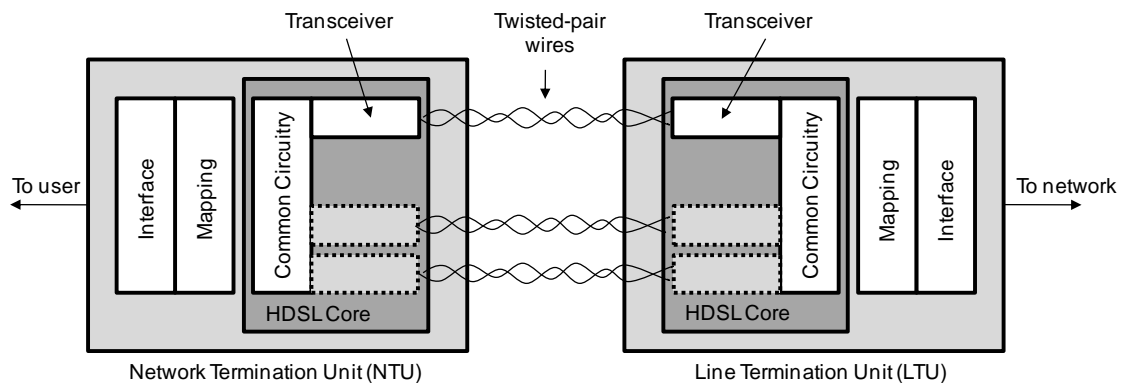 Transceiver
Twisted-pair
wires
Transceiver
To user
Interface
Mapping
Common Circuitry
HDSL Core
Common Circuitry
Mapping
Interface
HDSL Core
To network
Network Termination Unit (NTU)
Line Termination Unit (LTU)